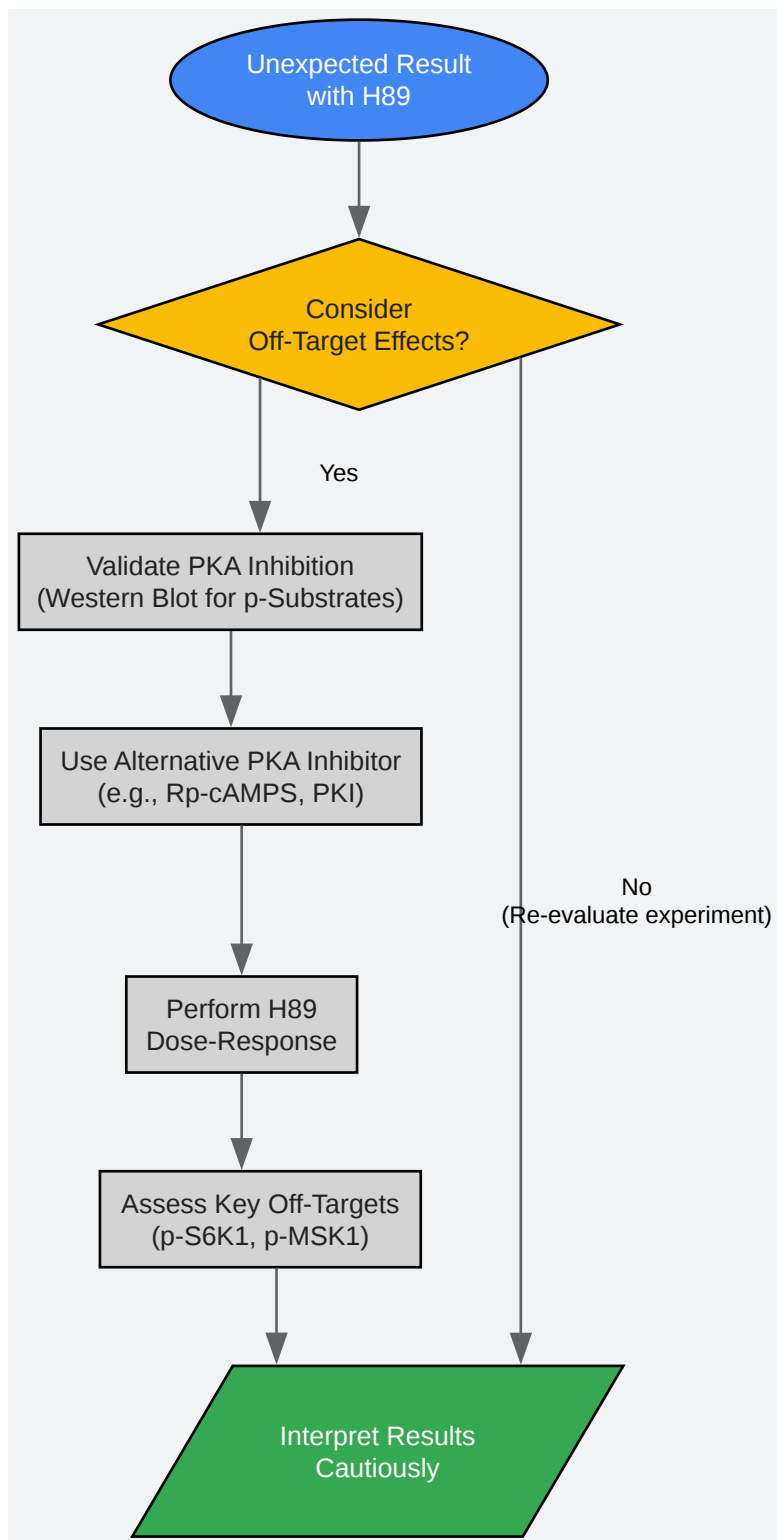 Unexpected Result
with H89
Consider
Off-Target Effects?
Yes
Validate PKA Inhibition
(Western Blot for p-Substrates)
Use Alternative PKA Inhibitor
(e.g., Rp-cAMPS, PKI)
No
(Re-evaluate experiment)
Perform H89
Dose-Response
Assess Key Off-Targets
(p-S6K1, p-MSK1)
Interpret Results
Cautiously